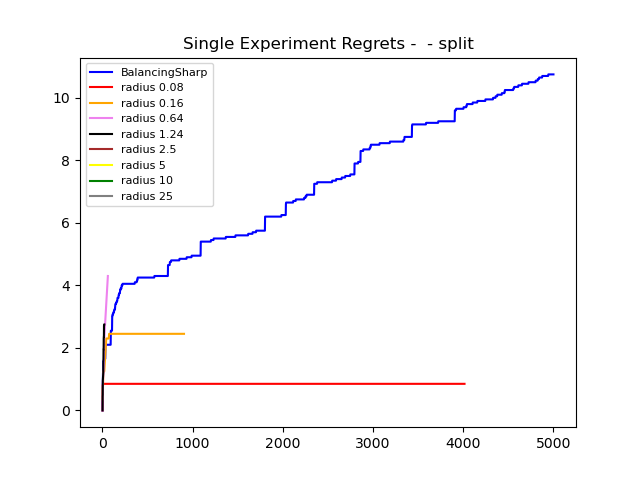 Single Experiment Regrets -  - split
BalancingSharp
radius 0.08
radius 0.16
radius 0.64
radius 1.24
radius 2.5
radius 5
radius 10
radius 25
10
8
6
4
2
0
0 1000 2000 3000 4000 5000